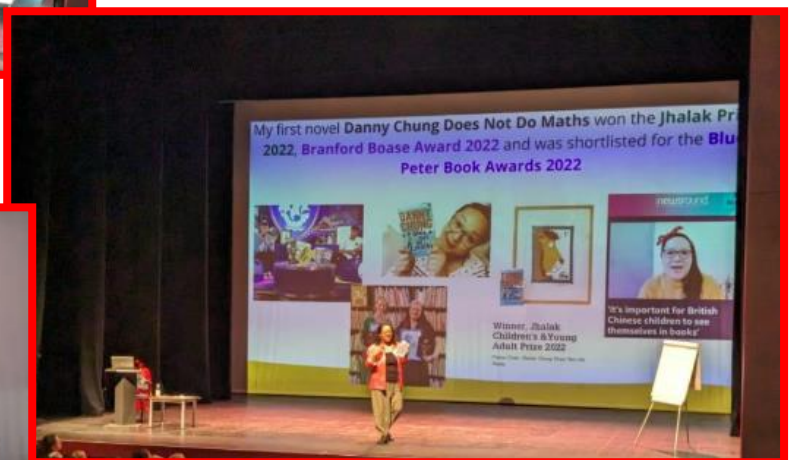 My first novel Danny Chung Does Not Do Maths won the Jhalak Pri
2022, Branford Boase Award 2022 and was shortlisted for the Blu
Peter Book Awards 2022
newsround
DANNY
CHUNG
'It's important for British
Chinese children to see
themselves in books'
Winner, Jhalak
Children's & Young
Adult Prize 2022